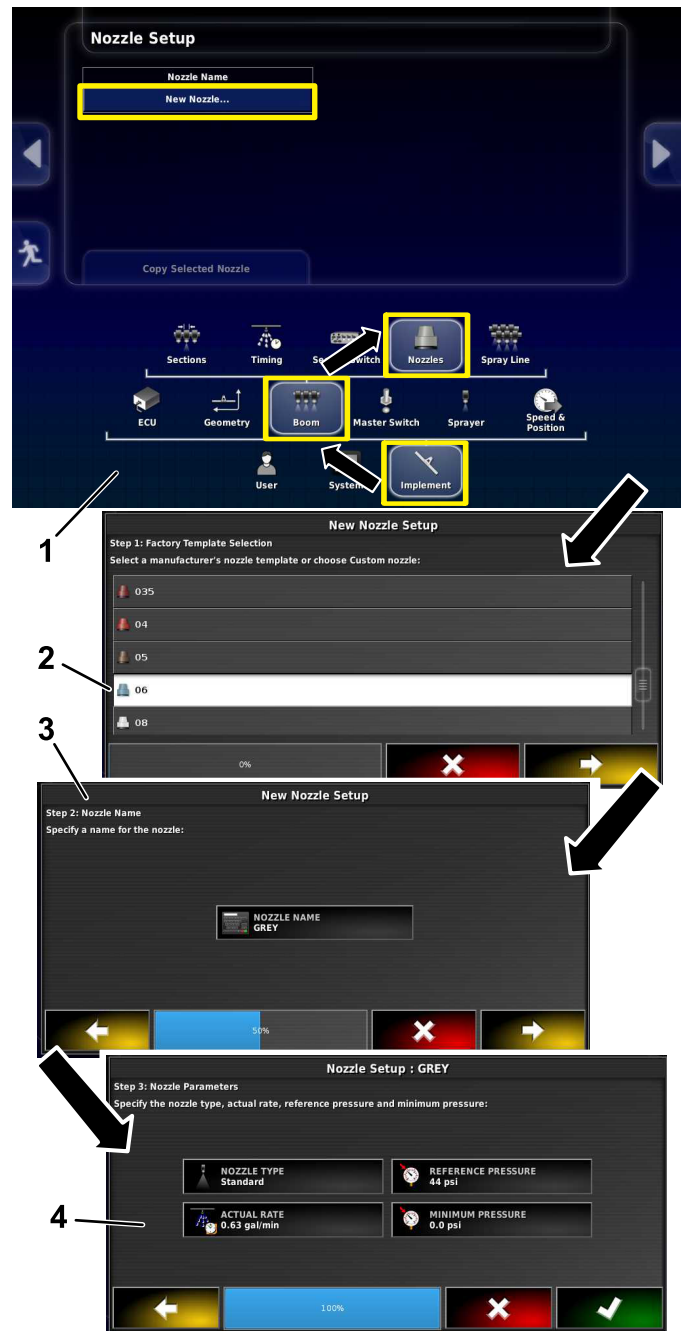 Nozzle Setup
Nozzle Name
New Nozzle...
Copy Selected Nozzle
Sections
Timing
Se
witch
Nozzles
Spray Line
ECU
Geometry
Boom
Master Switch
Sprayer
Speed &
Position
User
System
Implement
1
New Nozzle Setup
Step 1: Factory Template Selection
Select a manufacturer's nozzle template or choose Custom nozzle:
035
04
05
2
06
08
3
0%
New Nozzle Setup
Step 2: Nozzle Name
Specify a name for the nozzle:
NOZZLE NAME
GREY
50%
Nozzle Setup : GREY
Step 3: Nozzle Parameters
Specify the nozzle type, actual rate, reference pressure and minimum pressure:
NOZZLE TYPE
Standard
REFERENCE PRESSURE
44 psi
4
ACTUAL RATE
0.63 gal/min
MINIMUM PRESSURE
0.0 psi
100%